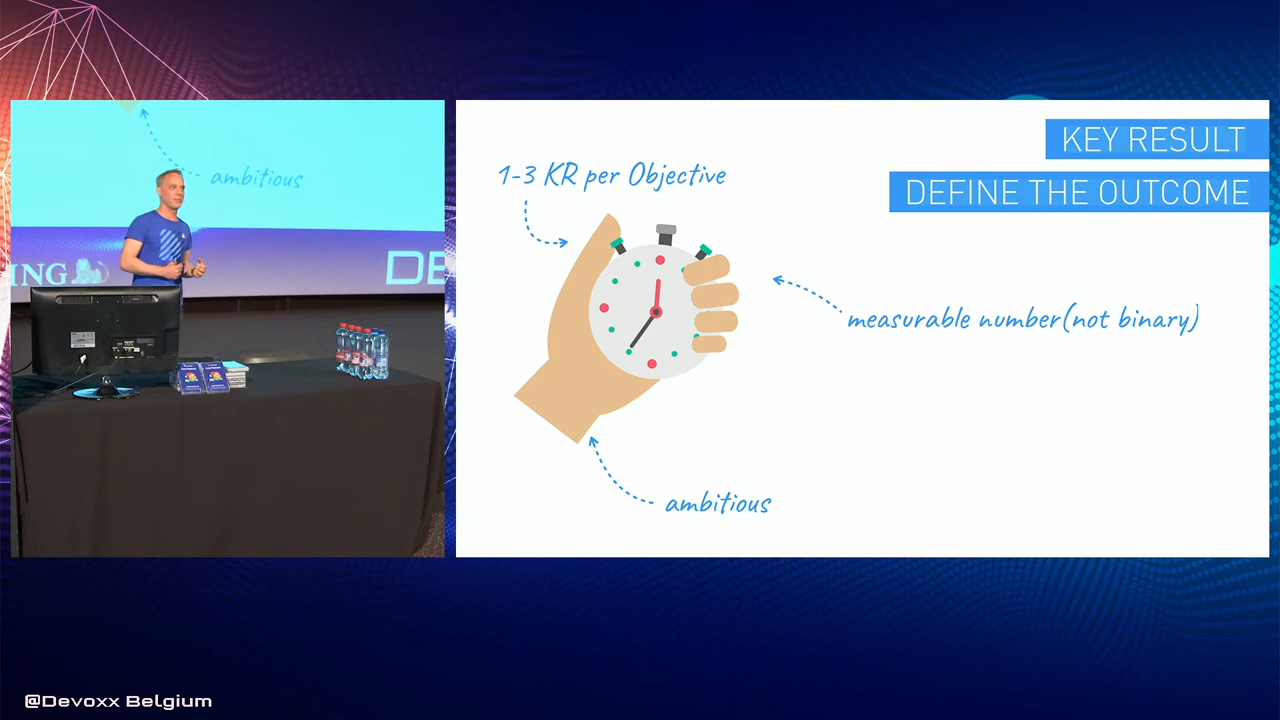 ambitious
ING
DE
KEY RESULT
DEFINE THE OUTCOME
1-3 KR per Objective
measurable number(not binary)
ambitious
@Devoxx Belgium